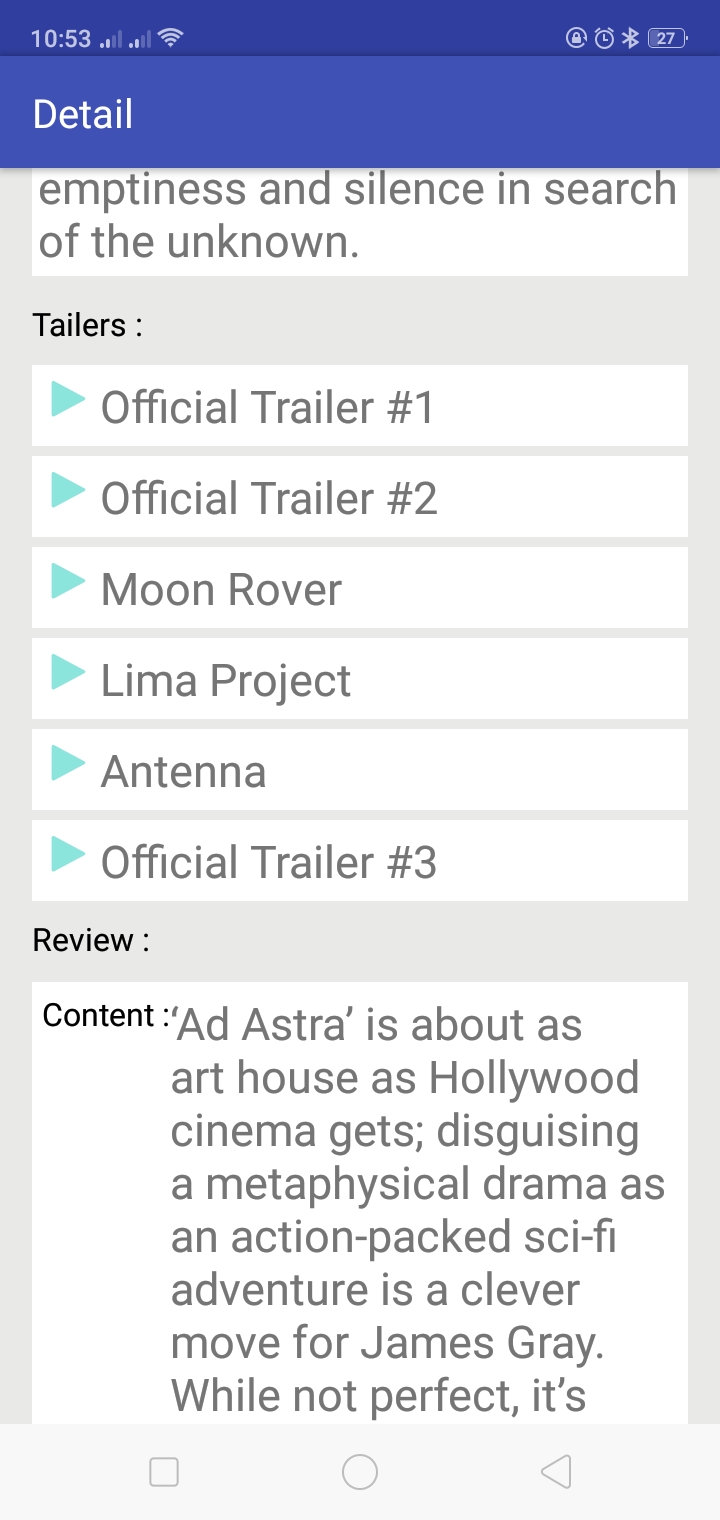 10:53
27
Detail
emptiness and silence in search
of the unknown.
Tailers :
Official Trailer #1
Official Trailer #2
Moon Rover
Lima Project
Antenna
Official Trailer #3
Review :
Content :‘Ad Astra’ is about as
art house as Hollywood
cinema gets; disguising
a metaphysical drama as
an action-packed sci-fi
adventure is a clever
move for James Gray.
While not perfect, it’s